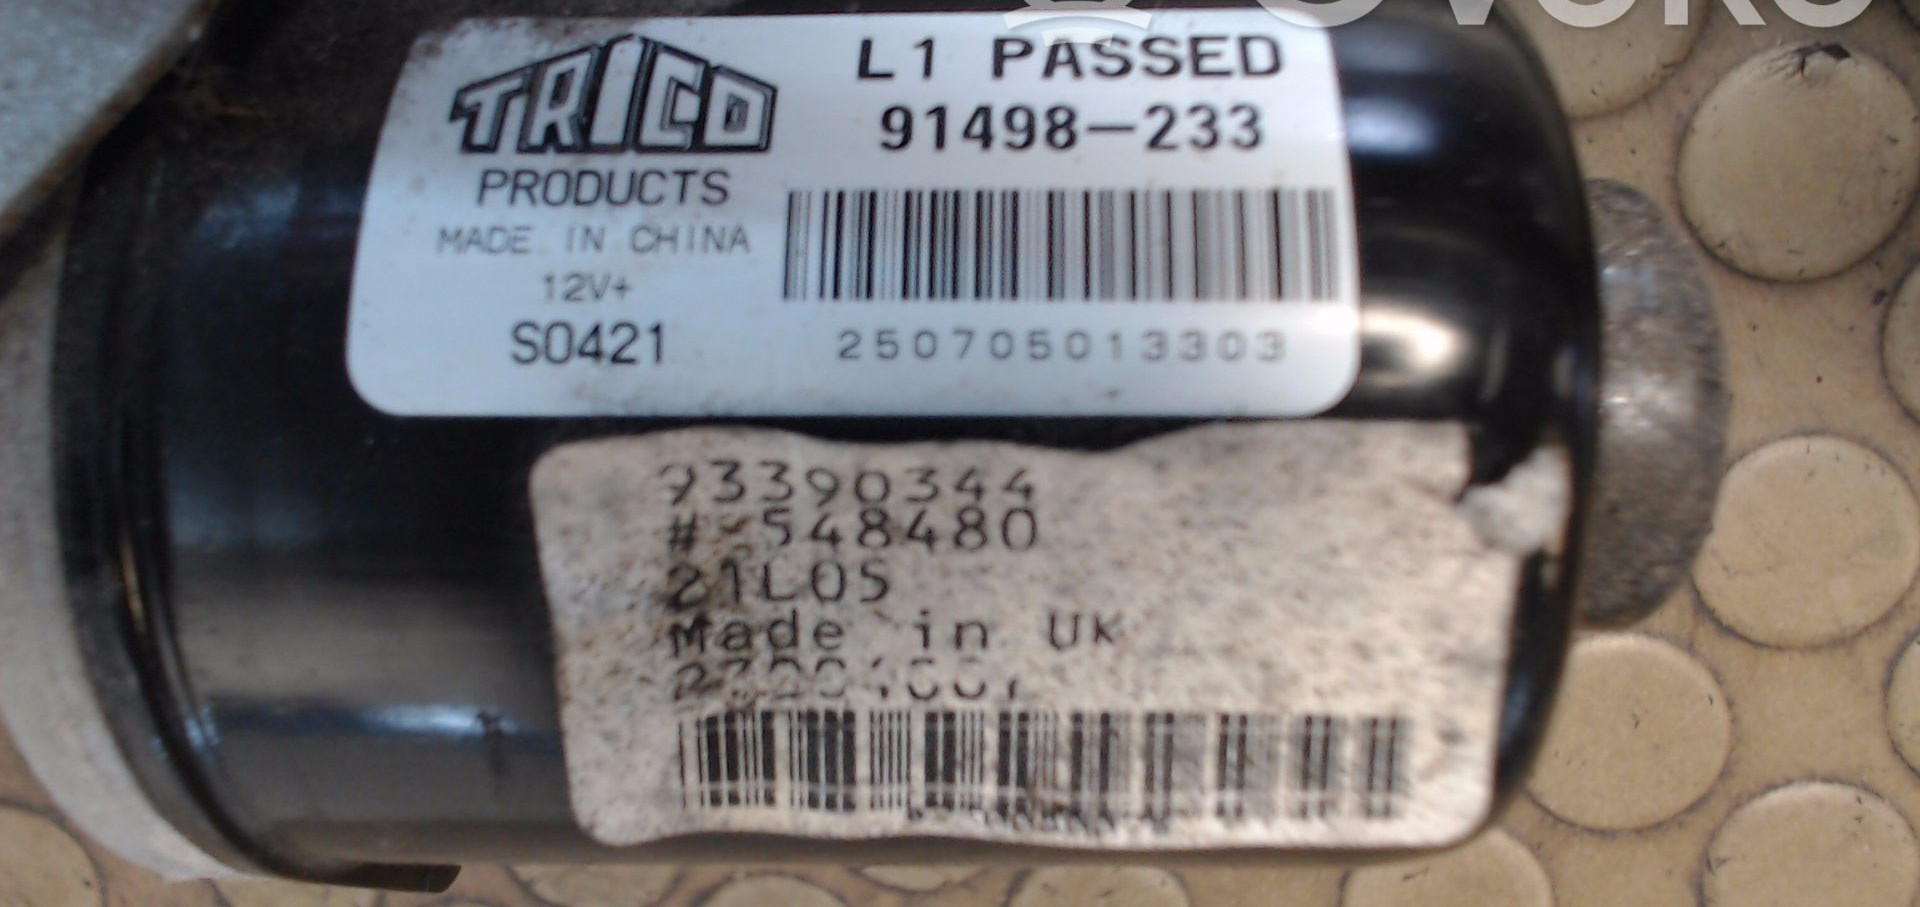 TRICO
PRODUCTS
MADE IN CHINA
12V+
S0421
L1 PASSED
91498-233
250705013303
93390344
# 548480
21L05
Made in UK